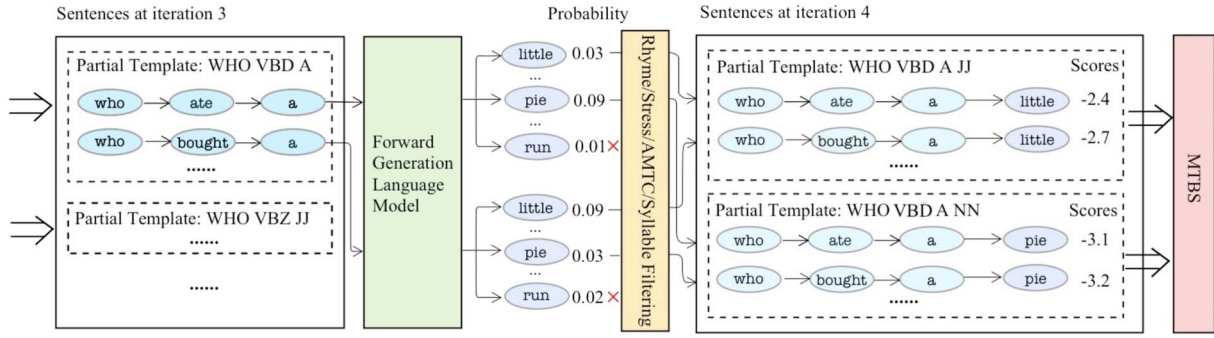 Sentences at iteration 3
Probability
Sentences at iteration 4
Partial Template: WHO VBD A
who
ate
a
who
bought
a
......
Partial Template: WHO VBZ JJ
......
......
Forward
Generation
Language
Model
little
0.03
...
pie
0.09
...
run
0.01
little
0.09
...
pie
0.03
...
run
0.02
Rhyme/Stress/AMTC/Syllable Filtering
Partial Template: WHO VBD A JJ
Scores
who
ate
a
little
-2.4
who
bought
a
little
-2.7
......
Partial Template: WHO VBD A NN
Scores
who
ate
a
pie
-3.1
who
bought
a
pie
-3.2
......
MTBS